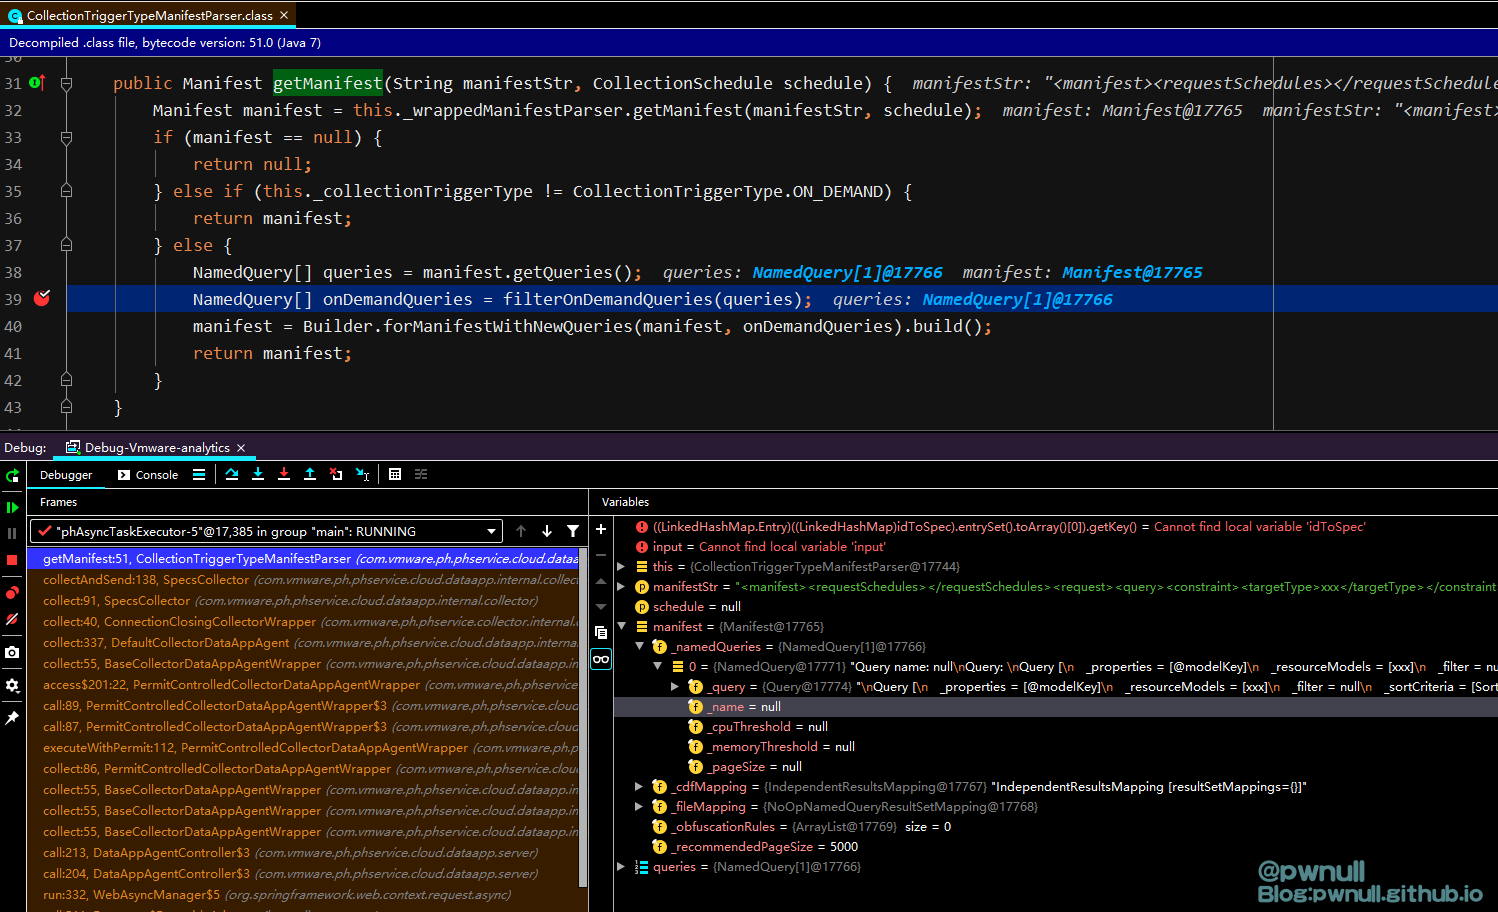 CollectionTriggerTypeManifestParser.class ×
Decompiled .class file, bytecode version: 51.0 (Java 7)
30
31 public Manifest getManifest(String manifestStr, CollectionSchedule schedule) { manifestStr: "<manifest><requestSchedules></requestSchedule
32 Manifest manifest = this._wrappedManifestParser.getManifest(manifestStr, schedule); manifest: Manifest@17765 manifestStr: "<manifest>
33 if (manifest == null) {
34 return null;
35 } else if (this._collectionTriggerType != CollectionTriggerType.ON_DEMAND) {
36 return manifest;
37 } else {
38 NamedQuery[] queries = manifest.getQueries(); queries: NamedQuery[1]@17766 manifest: Manifest@17765
39 NamedQuery[] onDemandQueries = filterOnDemandQueries(queries); queries: NamedQuery[1]@17766
40 manifest = Builder.forManifestWithNewQueries(manifest, onDemandQueries).build();
41 return manifest;
42 }
43 }
Debug: Debug-Vmware-analytics ×
Debugger Console
Frames
Variables
"phAsyncTaskExecutor-5"@17,385 in group "main": RUNNING
getManifest:51, CollectionTriggerTypeManifestParser (com.vmware.ph.phservice.cloud.dataa
collectAndSend:138, SpecsCollector (com.vmware.ph.phservice.cloud.dataapp.internal.collec
collect:91, SpecsCollector (com.vmware.ph.phservice.cloud.dataapp.internal.collector)
collect:40, ConnectionClosingCollectorWrapper (com.vmware.ph.phservice.collector.interna
collect:337, DefaultCollectorDataAppAgent (com.vmware.ph.phservice.cloud.dataapp.intern
collect:55, BaseCollectorDataAppAgentWrapper (com.vmware.ph.phservice.cloud.dataapp.in
access$201:22, PermitControlledCollectorDataAppAgentWrapper (com.vmware.ph.phservice
call:89, PermitControlledCollectorDataAppAgentWrapper$3 (com.vmware.ph.phservice.clou
call:87, PermitControlledCollectorDataAppAgentWrapper$3 (com.vmware.ph.phservice.clou
executeWithPermit:112, PermitControlledCollectorDataAppAgentWrapper (com.vmware.ph.p
collect:86, PermitControlledCollectorDataAppAgentWrapper (com.vmware.ph.phservice.clou
collect:55, BaseCollectorDataAppAgentWrapper (com.vmware.ph.phservice.cloud.dataapp.in
collect:55, BaseCollectorDataAppAgentWrapper (com.vmware.ph.phservice.cloud.dataapp.in
collect:55, BaseCollectorDataAppAgentWrapper (com.vmware.ph.phservice.cloud.dataapp.in
call:213, DataAppAgentController$3 (com.vmware.ph.phservice.cloud.dataapp.server)
call:204, DataAppAgentController$3 (com.vmware.ph.phservice.cloud.dataapp.server)
run:332, WebAsyncManager$5 (org.springframework.web.context.request.async)
((LinkedHashMap.Entry)((LinkedHashMap)idToSpec).entrySet().toArray()[0]).getKey() = Cannot find local variable 'idToSpec'
input = Cannot find local variable 'input'
this = {CollectionTriggerTypeManifestParser@17744}
manifestStr = "<manifest><requestSchedules></requestSchedules><request><query><constraint><targetType>xxx</targetType></constraint
schedule = null
manifest = {Manifest@17765}
_namedQueries = {NamedQuery[1]@17766}
0 = {NamedQuery@17771} "Query name: null\nQuery: \nQuery [\n _properties = [@modelKey]\n _resourceModels = [xxx]\n _filter = nu
_query = {Query@17774} "\nQuery [\n _properties = [@modelKey]\n _resourceModels = [xxx]\n _filter = null\n _sortCriteria = [Sort
_name = null
_cpuThreshold = null
_memoryThreshold = null
_pageSize = null
_cdfMapping = {IndependentResultsMapping@17767} "IndependentResultsMapping [resultSetMappings={}]"
_fileMapping = {NoOpNamedQueryResultSetMapping@17768}
_obfuscationRules = {ArrayList@17769} size = 0
_recommendedPageSize = 5000
queries = {NamedQuery[1]@17766}
@pwnull
Blog:pwnull.github.io